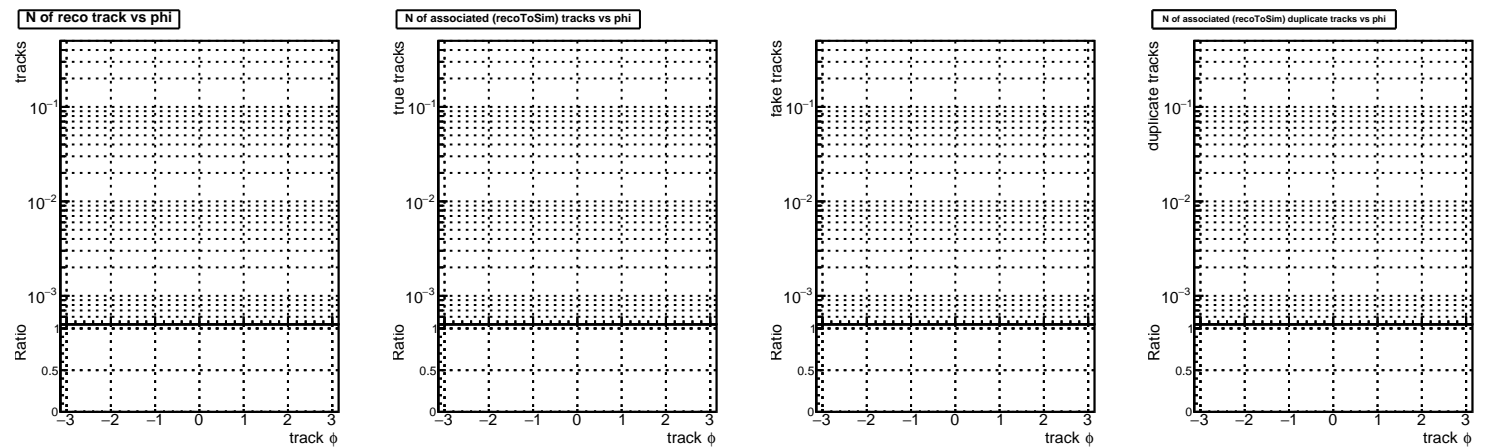 N of reco track vs phi
tracks
10−1
10−2
10−3
Ratio
1
0.5
0
−3 −2 −1 0 1 2 3
track ϕ
N of associated (recoToSim) tracks vs phi
true tracks
10−1
10−2
10−3
Ratio
1
0.5
0
−3 −2 −1 0 1 2 3
track ϕ
fake tracks
10−1
10−2
10−3
Ratio
1
0.5
0
−3 −2 −1 0 1 2 3
track ϕ
N of associated (recoToSim) duplicate tracks vs phi
duplicate tracks
10−1
10−2
10−3
Ratio
1
0.5
0
−3 −2 −1 0 1 2 3
track ϕ